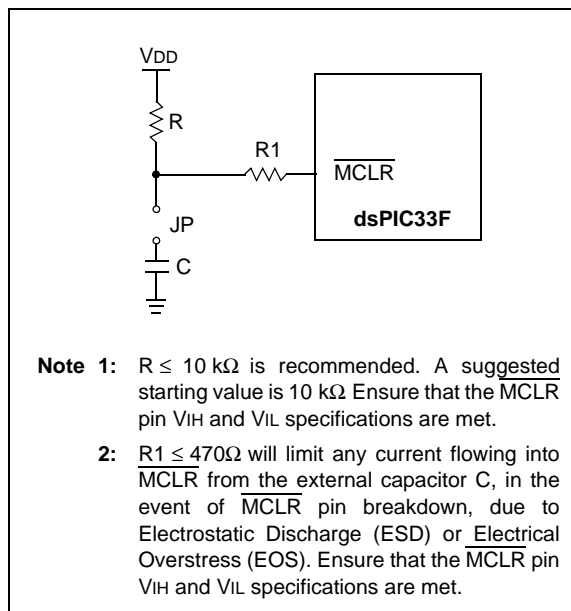 VDD
R
R1
MCLR
JP
dsPIC33F
C
Note 1: R ≤ 10 kΩ is recommended. A suggested
starting value is 10 kΩ Ensure that the MCLR
pin VIH and VIL specifications are met.
2: R1 ≤ 470Ω will limit any current flowing into
MCLR from the external capacitor C, in the
event of MCLR pin breakdown, due to
Electrostatic Discharge (ESD) or Electrical
Overstress (EOS). Ensure that the MCLR pin
VIH and VIL specifications are met.